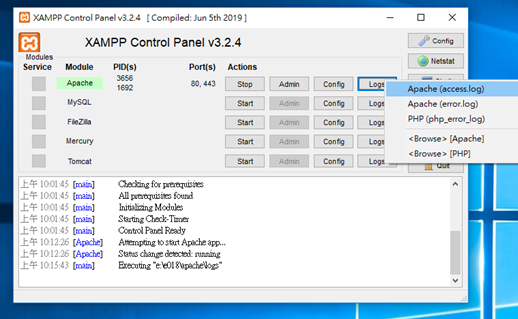 XAMPP Control Panel v3.2.4 [ Compiled: Jun 5th 2019 ]
XAMPP Control Panel v3.2.4
Config
Modules
Service Module PID(s) Port(s) Actions
Netstat
Apache 3656 1692 80, 443 Stop Admin Config Logs
MySQL Start Admin Config Logs
FileZilla Start Admin Config Logs
Mercury Start Admin Config Logs
Tomcat Start Admin Config Logs
Apache (access.log)
Apache (error.log)
PHP (php_error_log)
<Browse> [Apache]
<Browse> [PHP]
Quit
上午 10:01:45 [main] Checking for prerequisites
上午 10:01:45 [main] All prerequisites found
上午 10:01:45 [main] Initializing Modules
上午 10:01:45 [main] Starting Check-Timer
上午 10:01:45 [main] Control Panel Ready
上午 10:12:26 [Apache] Attempting to start Apache app...
上午 10:12:26 [Apache] Status change detected: running
上午 10:15:43 [main] Executing "e:\e018\apache\logs"